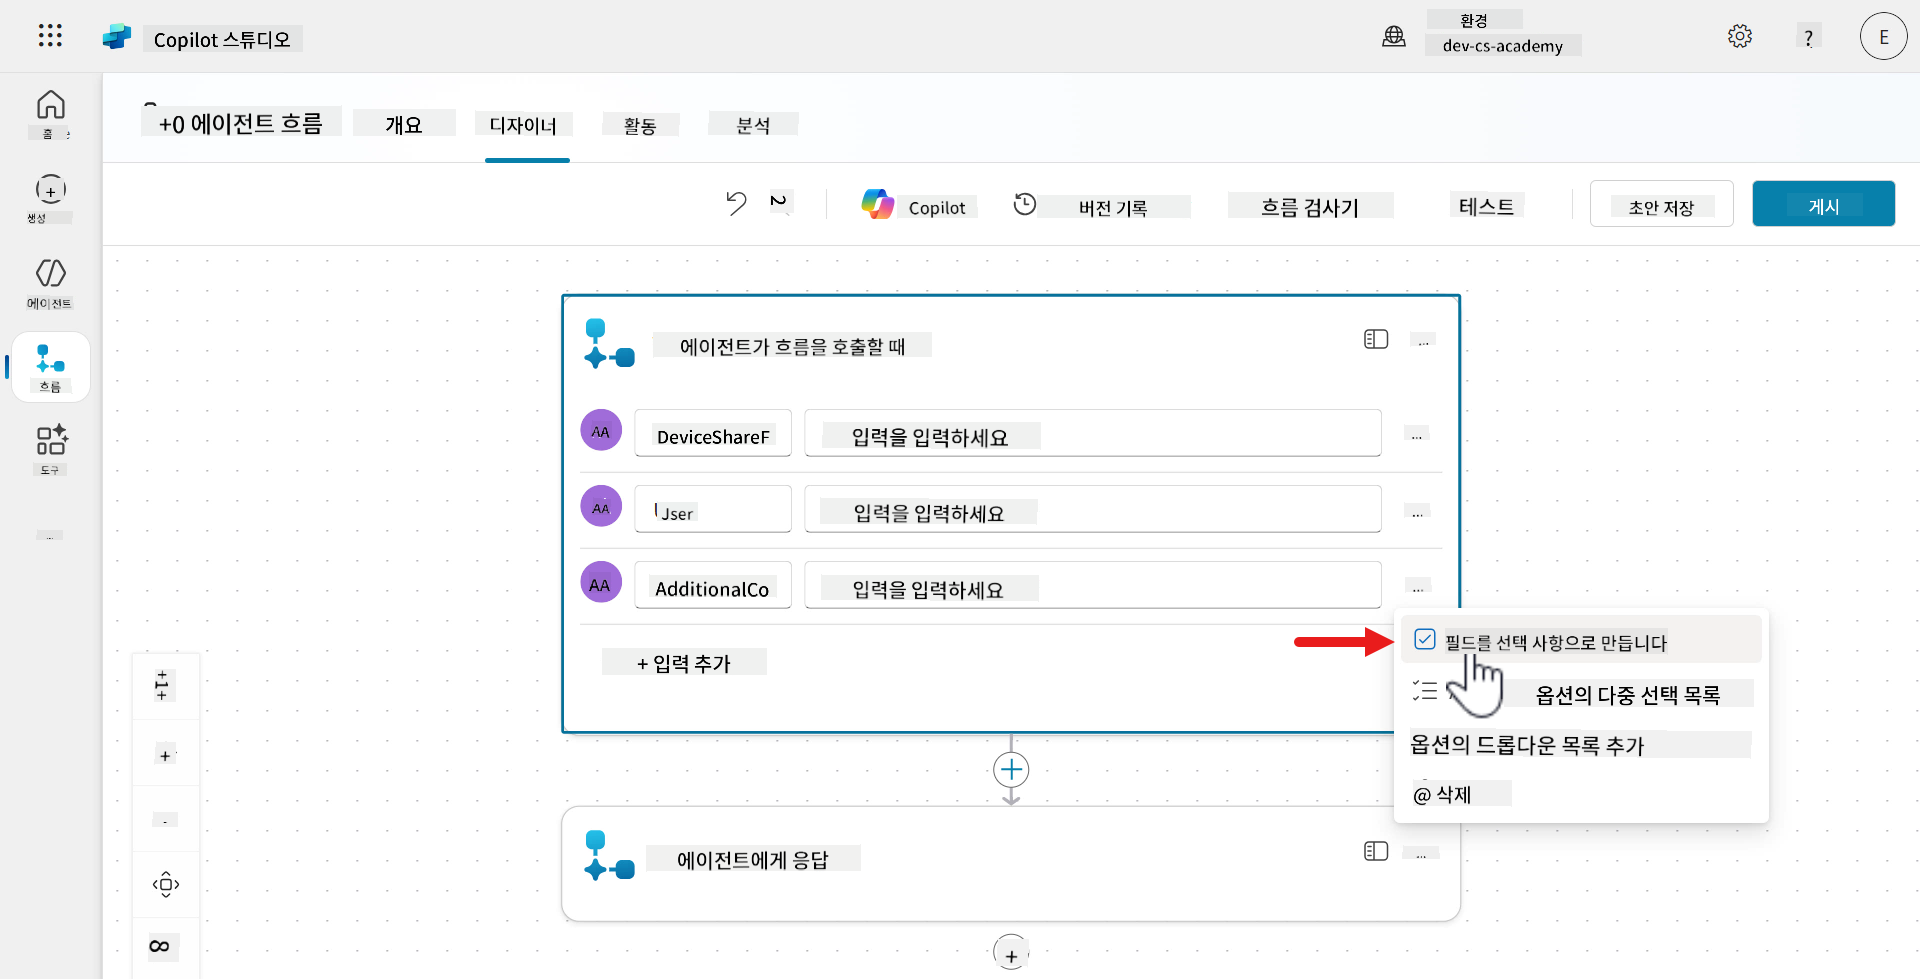 Copilot 스튜디오
환경
dev-cs-academy
?
E
홈
생성
에이전트
흐름
도구
+0 에이전트 흐름
개요
디자이너
활동
분석
Copilot
버전 기록
흐름 검사기
테스트
초안 저장
게시
에이전트가 흐름을 호출할 때
...
AA
DeviceShareF
입력을 입력하세요
...
AA
User
입력을 입력하세요
...
AA
AdditionalCo
입력을 입력하세요
...
+ 입력 추가
필드를 선택 사항으로 만듭니다
옵션의 다중 선택 목록
옵션의 드롭다운 목록 추가
@ 삭제
에이전트에게 응답
...